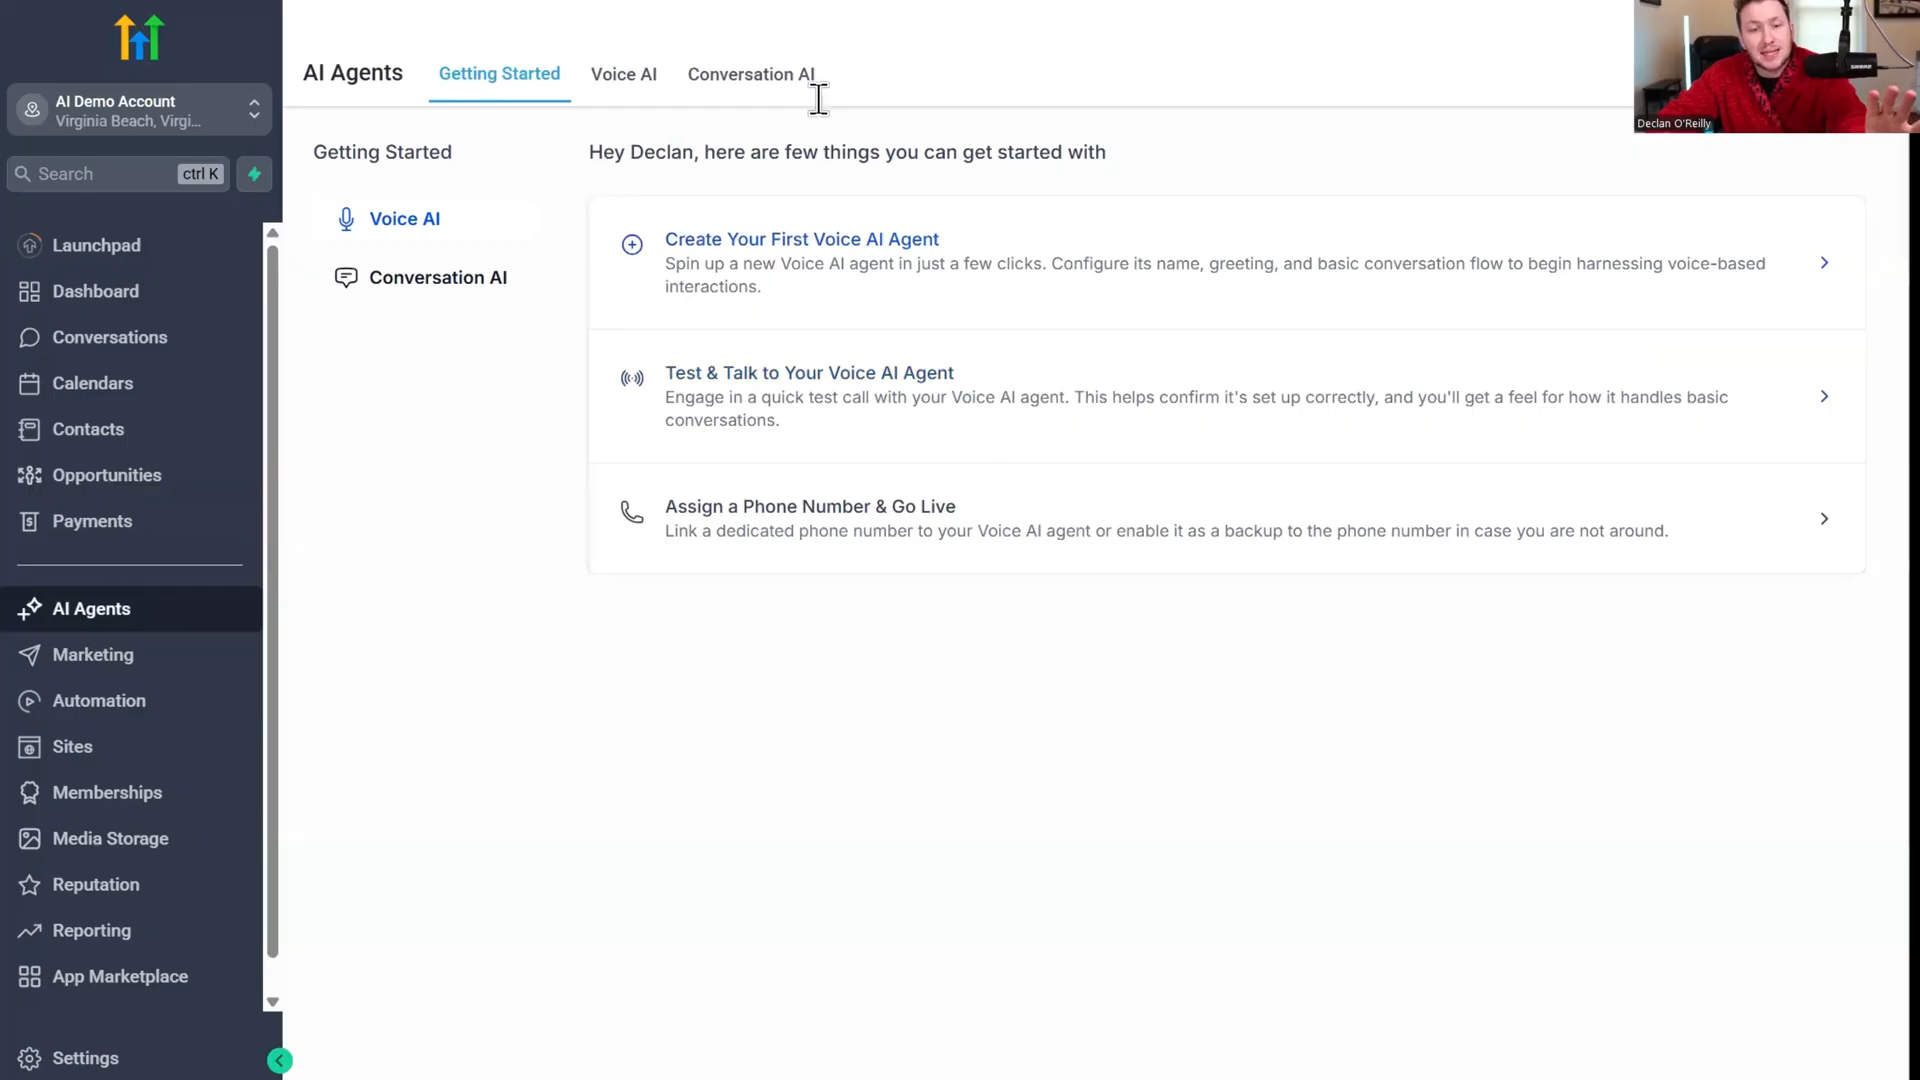 AI Demo Account
Virginia Beach, Virgi...
Search
ctrl K
Launchpad
Dashboard
Conversations
Calendars
Contacts
Opportunities
Payments
AI Agents
Marketing
Automation
Sites
Memberships
Media Storage
Reputation
Reporting
App Marketplace
Settings
AI Agents
Getting Started
Voice AI
Conversation AI
Getting Started
Voice AI
Conversation AI
Hey Declan, here are few things you can get started with
Create Your First Voice AI Agent
Spin up a new Voice AI agent in just a few clicks. Configure its name, greeting, and basic conversation flow to begin harnessing voice-based
interactions.
Test & Talk to Your Voice AI Agent
Engage in a quick test call with your Voice AI agent. This helps confirm it's set up correctly, and you'll get a feel for how it handles basic
conversations.
Assign a Phone Number & Go Live
Link a dedicated phone number to your Voice AI agent or enable it as a backup to the phone number in case you are not around.
Declan O'Reilly